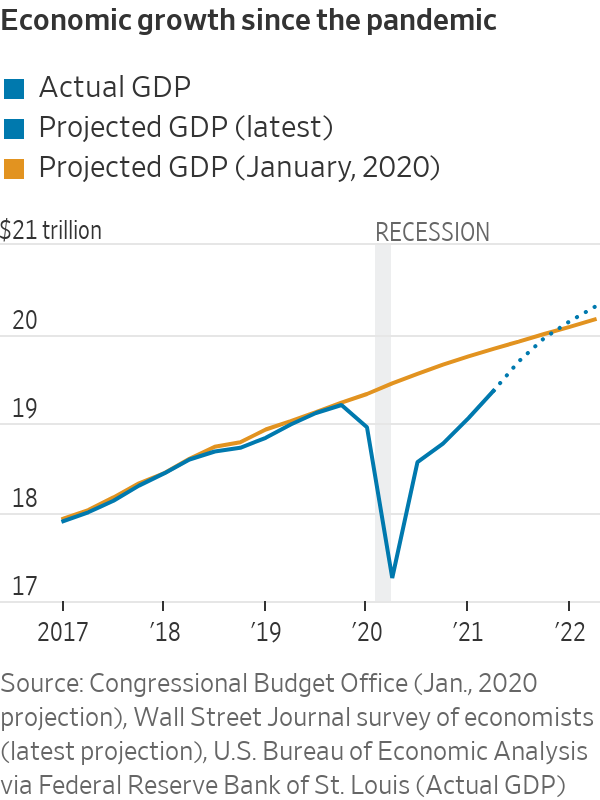 Economic growth since the pandemic
Actual GDP
Projected GDP (latest)
Projected GDP (January, 2020)
$21 trillion
RECESSION
20
19
18
17
2017
’18
’19
’20
’21
’22
Source: Congressional Budget Office (Jan., 2020
projection), Wall Street Journal survey of economists
(latest projection), U.S. Bureau of Economic Analysis
via Federal Reserve Bank of St. Louis (Actual GDP)